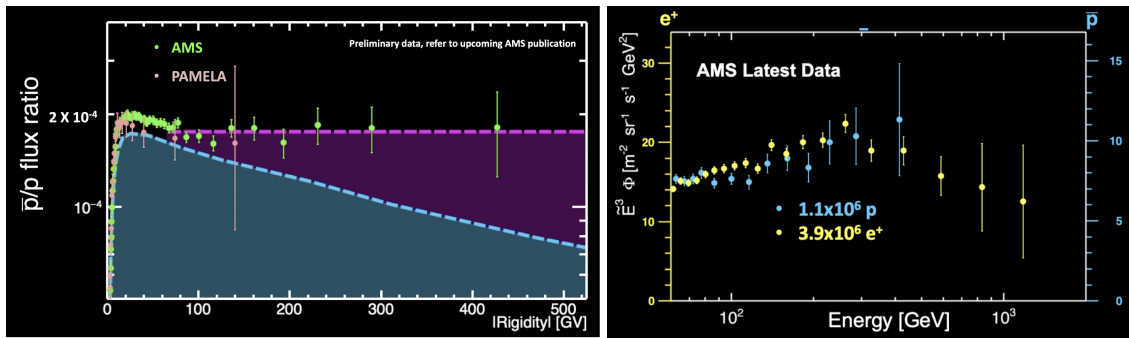 AMS
Preliminary data, refer to upcoming AMS publication
PAMELA
p̅/p flux ratio
2 X 10⁻⁴
10⁻⁴
0 100 200 300 400 500
|Rigidity| [GV]
e⁺
p̅
AMS Latest Data
Ẽ³ Φ [m⁻² sr⁻¹ s⁻¹ GeV²]
30
20
10
0
15
10
5
0
1.1x10⁶ p
3.9x10⁶ e⁺
10² 10³
Energy [GeV]